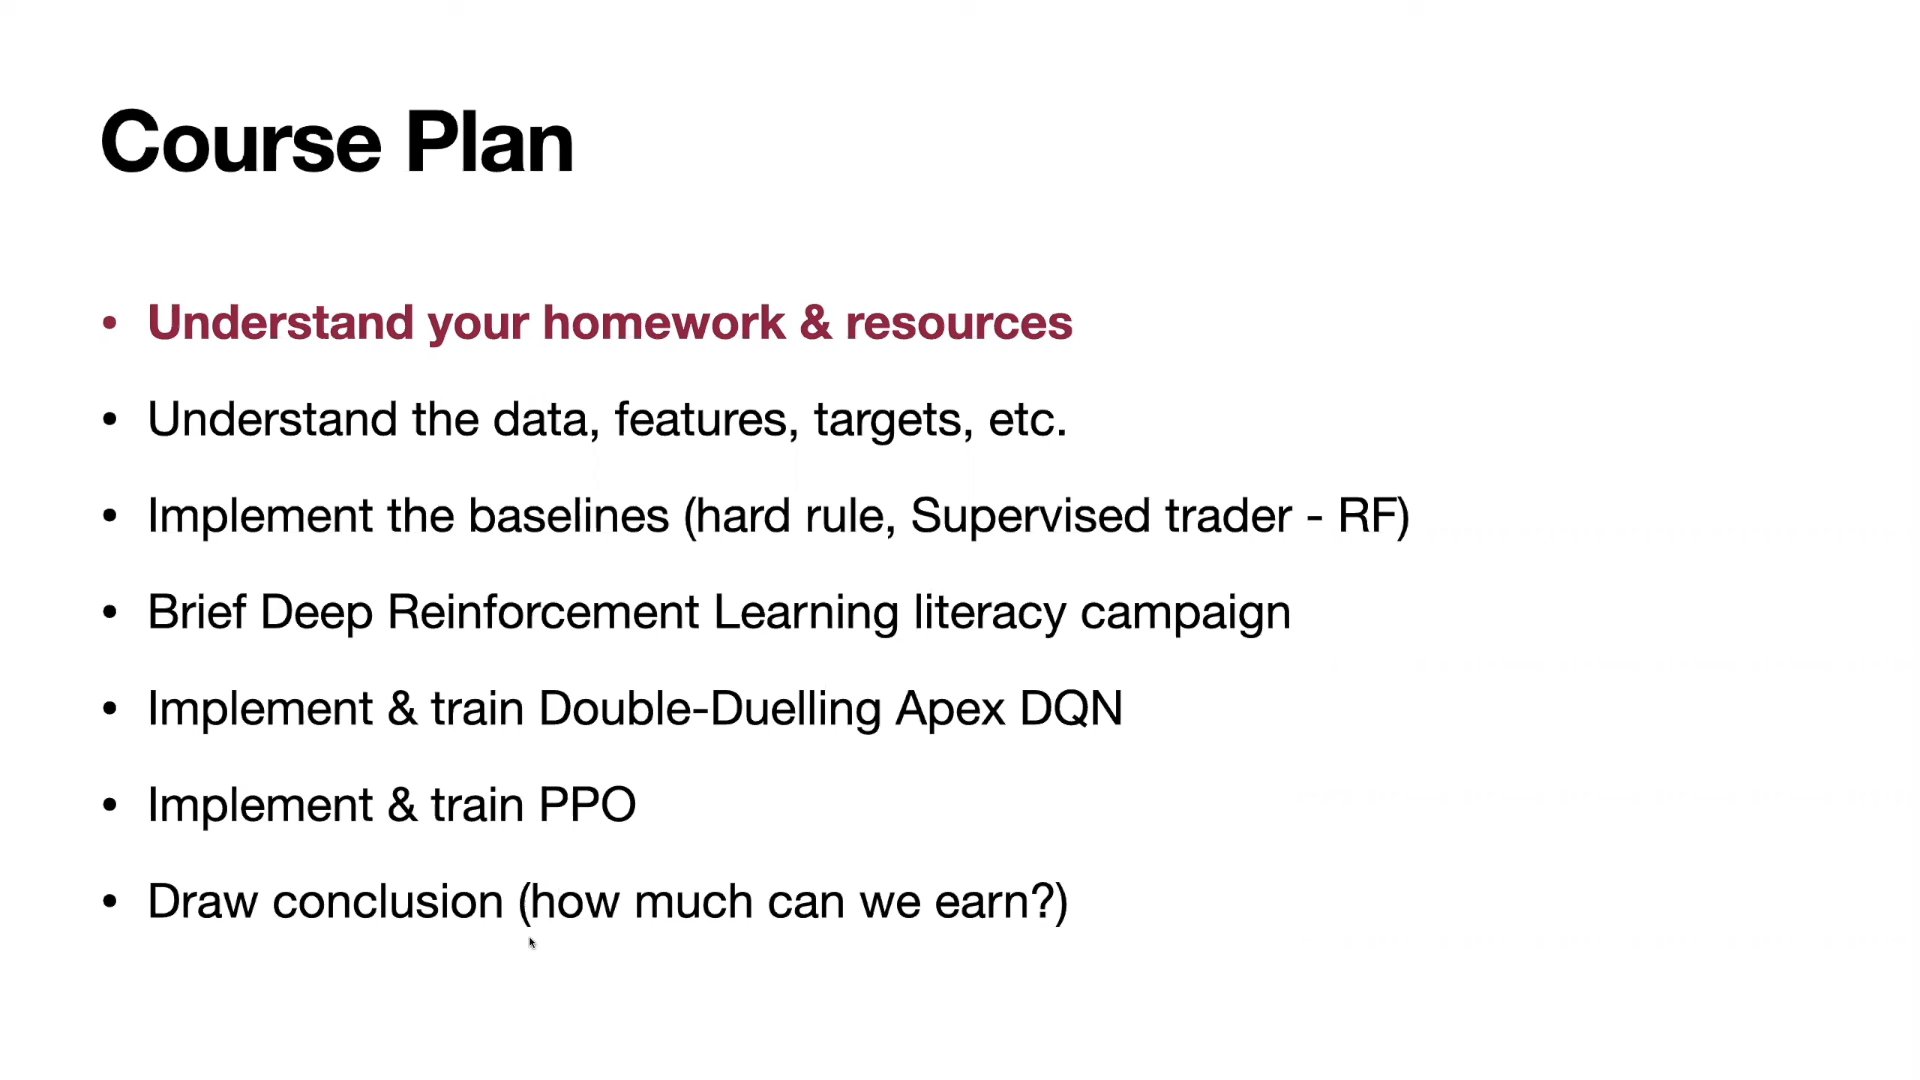 Course Plan
• Understand your homework & resources
• Understand the data, features, targets, etc.
• Implement the baselines (hard rule, Supervised trader - RF)
• Brief Deep Reinforcement Learning literacy campaign
• Implement & train Double-Duelling Apex DQN
• Implement & train PPO
• Draw conclusion (how much can we earn?)